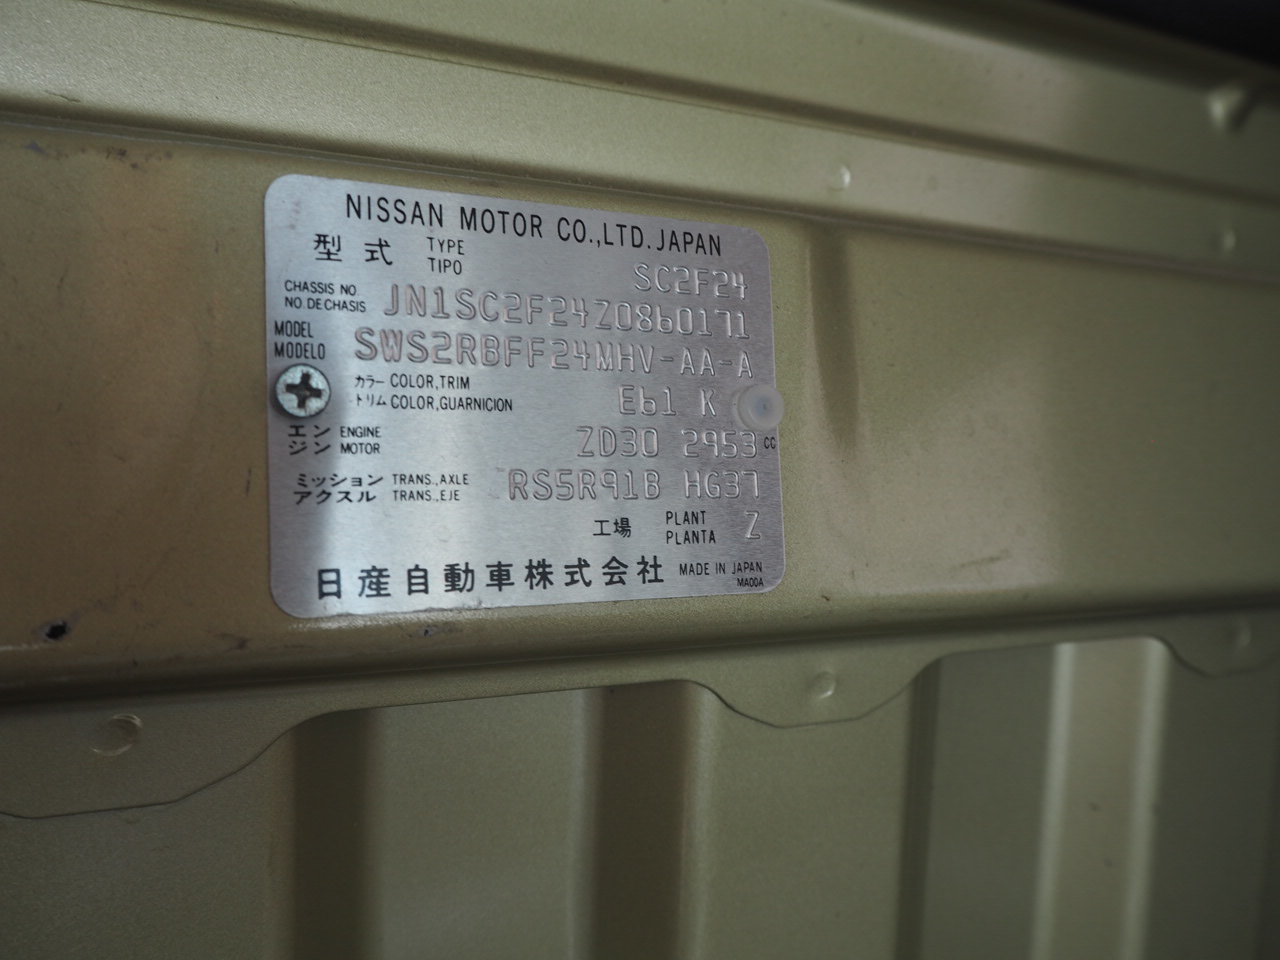 NISSAN MOTOR CO.,LTD. JAPAN
型式 TYPE TIPO SC2F24
CHASSIS NO. NO. DE CHASIS JN1SC2F24Z0860171
MODEL MODELO SWS2RBFF24MHV-AA-A
カラー COLOR,TRIM
トリム COLOR,GUARNICION E61 K
エンジン ENGINE MOTOR ZD30 2953 CC
ミッション TRANS.,AXLE
アクスル TRANS.,EJE RS5R91B HG37
工場 PLANT PLANTA Z
日産自動車株式会社 MADE IN JAPAN
MA00A